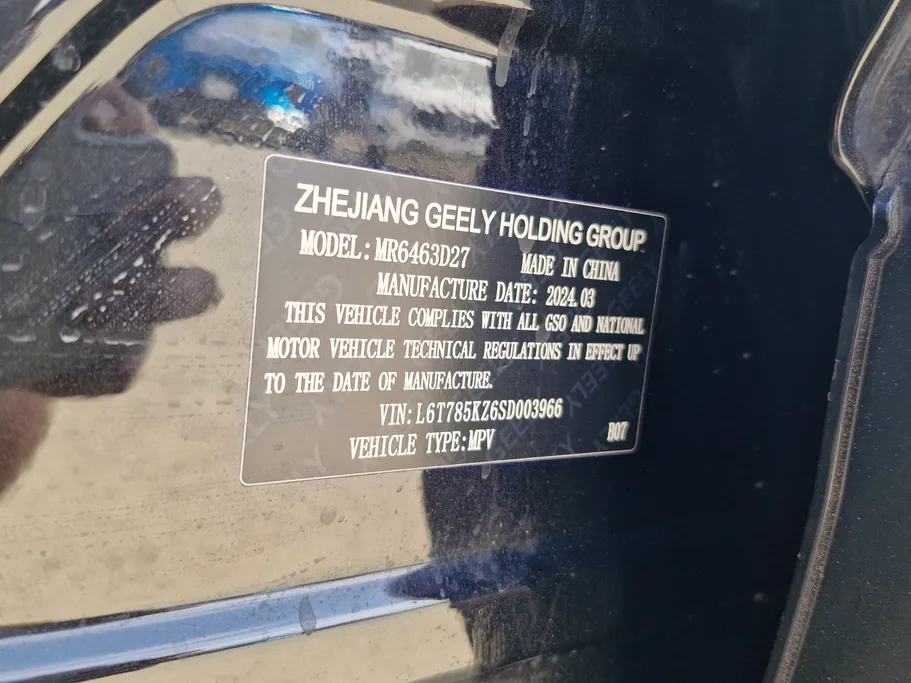 ZHEJIANG GEELY HOLDING GROUP
MODEL: MR6463D27 MADE IN CHINA
MANUFACTURE DATE: 2024.03
THIS VEHICLE COMPLIES WITH ALL GSO AND NATIONAL
MOTOR VEHICLE TECHNICAL REGULATIONS IN EFFECT UP
TO THE DATE OF MANUFACTURE.
VIN: L6T785KZ6SD003966
VEHICLE TYPE: MPV B07